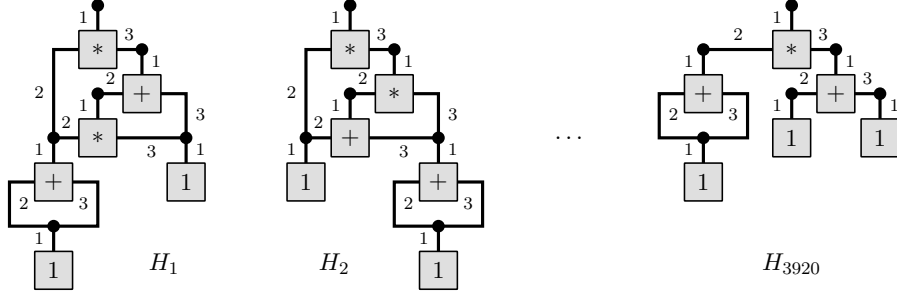 1 1 1
3 3 2 3
* * *
1 1 1 1
2 2 2 3
2 + 2 * + +
1 1 2 3 1 1
3 3
2 2
* + ... 1 1
1 3 1 1 3 1 1
+ 1 1 + 1
2 3 2 3
1 1
H₁ H₂ H₃₉₂₀
1 1